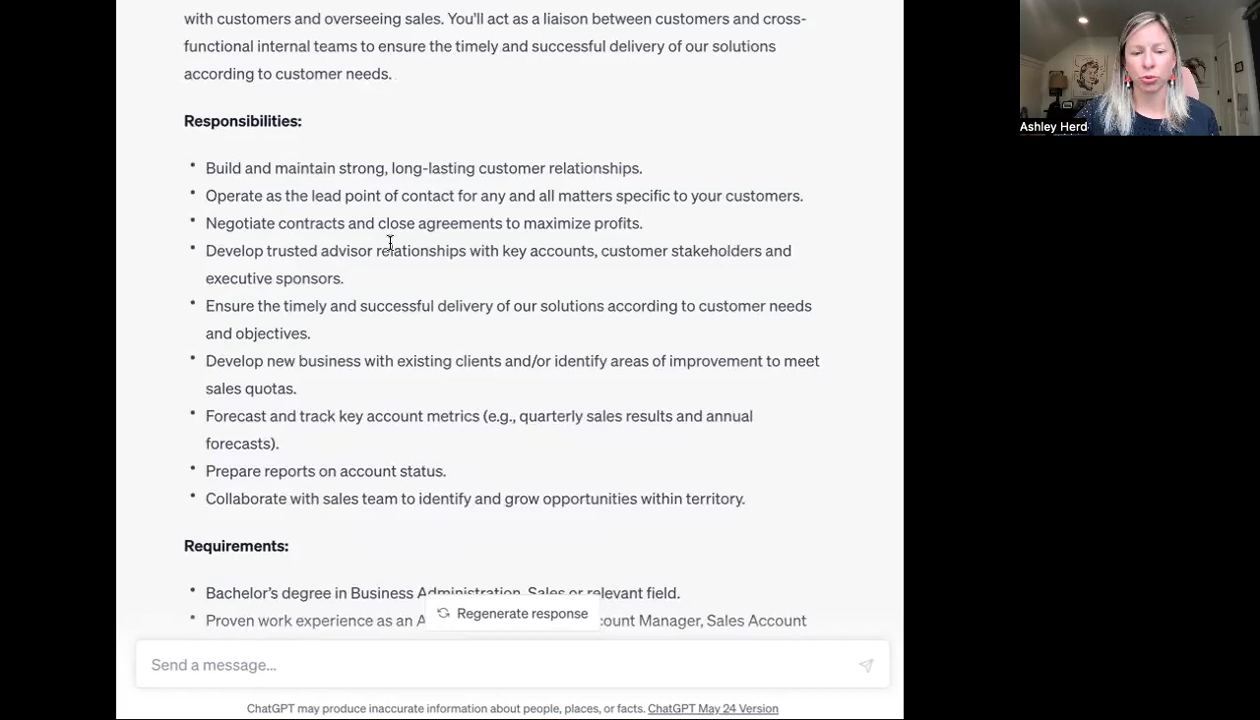 with customers and overseeing sales. You'll act as a liaison between customers and cross-
functional internal teams to ensure the timely and successful delivery of our solutions
according to customer needs.
Responsibilities:
• Build and maintain strong, long-lasting customer relationships.
• Operate as the lead point of contact for any and all matters specific to your customers.
• Negotiate contracts and close agreements to maximize profits.
• Develop trusted advisor relationships with key accounts, customer stakeholders and
executive sponsors.
• Ensure the timely and successful delivery of our solutions according to customer needs
and objectives.
• Develop new business with existing clients and/or identify areas of improvement to meet
sales quotas.
• Forecast and track key account metrics (e.g., quarterly sales results and annual
forecasts).
• Prepare reports on account status.
• Collaborate with sales team to identify and grow opportunities within territory.
Requirements:
• Bachelor's degree in Business Administration, Sales or relevant field.
• Proven work experience as an Manager, Sales Account
Regenerate response
Send a message...
ChatGPT may produce inaccurate information about people, places, or facts. ChatGPT May 24 Version
Ashley Herd